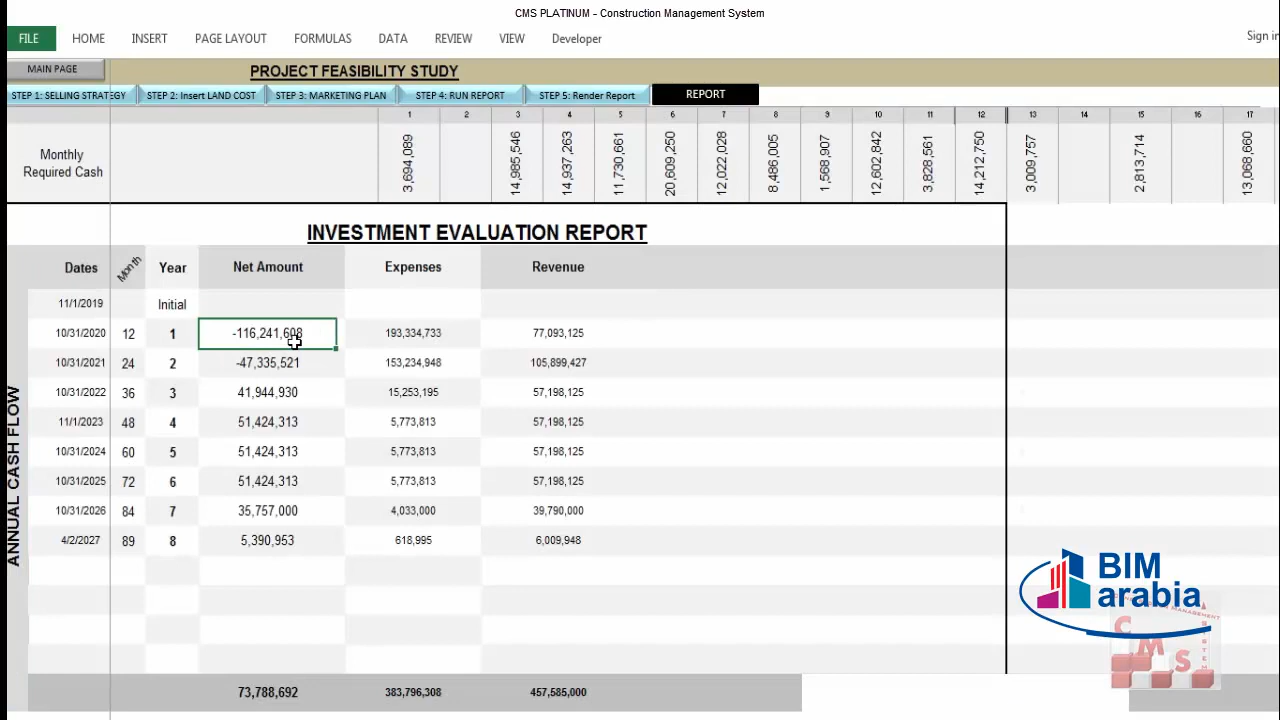 CMS PLATINUM - Construction Management System
FILE HOME INSERT PAGE LAYOUT FORMULAS DATA REVIEW VIEW Developer Sign in
MAIN PAGE PROJECT FEASIBILITY STUDY
STEP 1: SELLING STRATEGY STEP 2: Insert LAND COST STEP 3: MARKETING PLAN STEP 4: RUN REPORT STEP 5: Render Report REPORT
1 2 3 4 5 6 7 8 9 10 11 12 13 14 15 16 17
Monthly
Required Cash
3,694,089 14,985,546 14,937,263 11,730,661 20,609,250 12,022,028 8,486,005 1,568,907 12,602,842 3,828,561 14,212,750 3,009,757 2,813,714 13,068,660
INVESTMENT EVALUATION REPORT
Dates Month Year Net Amount Expenses Revenue
11/1/2019 Initial
10/31/2020 12 1 -116,241,608 193,334,733 77,093,125
10/31/2021 24 2 -47,335,521 153,234,948 105,899,427
10/31/2022 36 3 41,944,930 15,253,195 57,198,125
11/1/2023 48 4 51,424,313 5,773,813 57,198,125
10/31/2024 60 5 51,424,313 5,773,813 57,198,125
10/31/2025 72 6 51,424,313 5,773,813 57,198,125
10/31/2026 84 7 35,757,000 4,033,000 39,790,000
4/2/2027 89 8 5,390,953 618,995 6,009,948
73,788,692 383,796,308 457,585,000
ANNUAL CASH FLOW
BIM
arabia
CMS